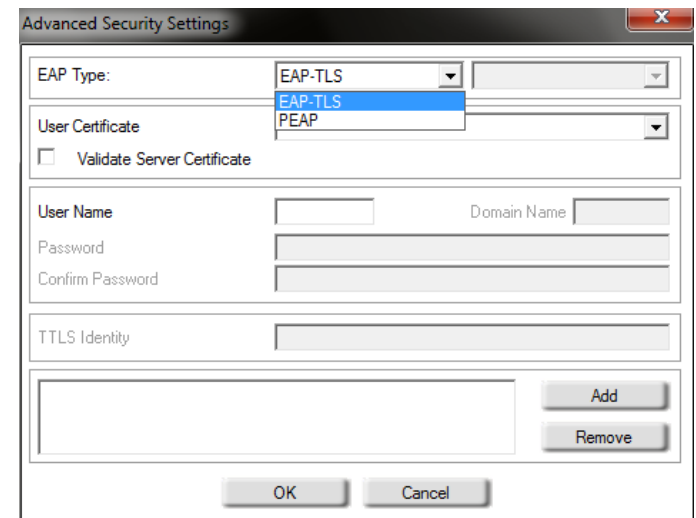 Advanced Security Settings
EAP Type: EAP-TLS
EAP-TLS
PEAP
User Certificate
Validate Server Certificate
User Name Domain Name
Password
Confirm Password
TTLS Identity
Add
Remove
OK Cancel